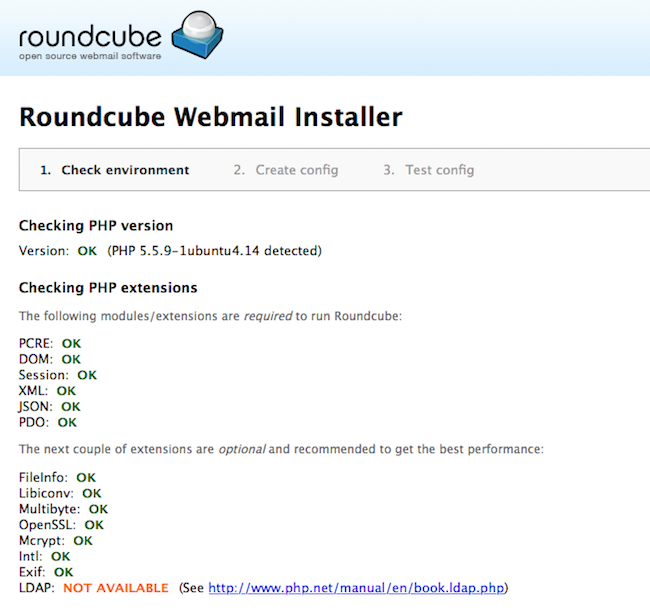 roundcube
open source webmail software
Roundcube Webmail Installer
1. Check environment 2. Create config 3. Test config
Checking PHP version
Version: OK (PHP 5.5.9-1ubuntu4.14 detected)
Checking PHP extensions
The following modules/extensions are required to run Roundcube:
PCRE: OK
DOM: OK
Session: OK
XML: OK
JSON: OK
PDO: OK
The next couple of extensions are optional and recommended to get the best performance:
FileInfo: OK
Libiconv: OK
Multibyte: OK
OpenSSL: OK
Mcrypt: OK
Intl: OK
Exif: OK
LDAP: NOT AVAILABLE (See http://www.php.net/manual/en/book.ldap.php)